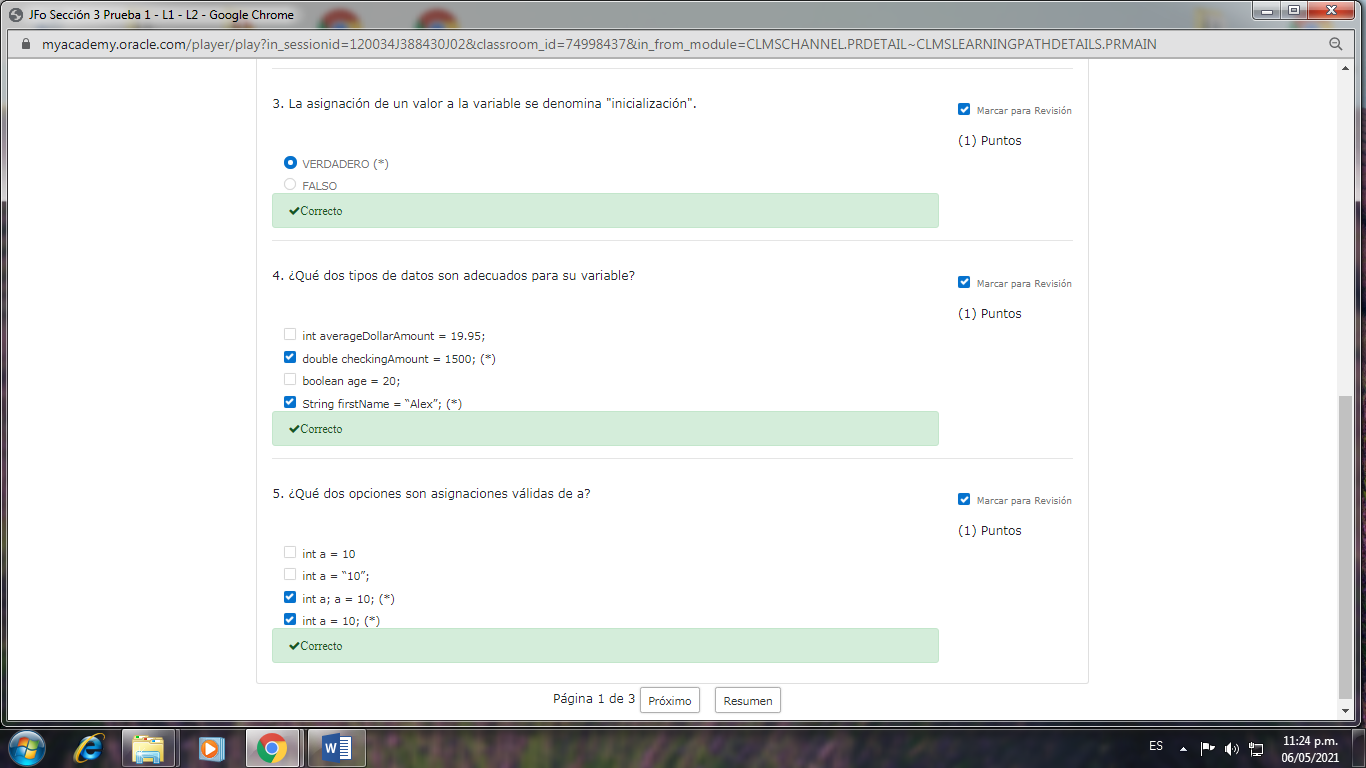 JFo Sección 3 Prueba 1 - L1 - L2 - Google Chrome
myacademy.oracle.com/player/play?in_sessionid=120034J388430J02&classroom_id=74998437&in_from_module=CLMSCHANNEL.PRDETAIL~CLMSLEARNINGPATHDETAILS.PRMAIN
3. La asignación de un valor a la variable se denomina "inicialización".
Marcar para Revisión
(1) Puntos
VERDADERO (*)
FALSO
Correcto
4. ¿Qué dos tipos de datos son adecuados para su variable?
Marcar para Revisión
(1) Puntos
int averageDollarAmount = 19.95;
double checkingAmount = 1500; (*)
boolean age = 20;
String firstName = “Alex”; (*)
Correcto
5. ¿Qué dos opciones son asignaciones válidas de a?
Marcar para Revisión
(1) Puntos
int a = 10
int a = “10”;
int a; a = 10; (*)
int a = 10; (*)
Correcto
Página 1 de 3 Próximo Resumen
ES
11:24 p.m.
06/05/2021